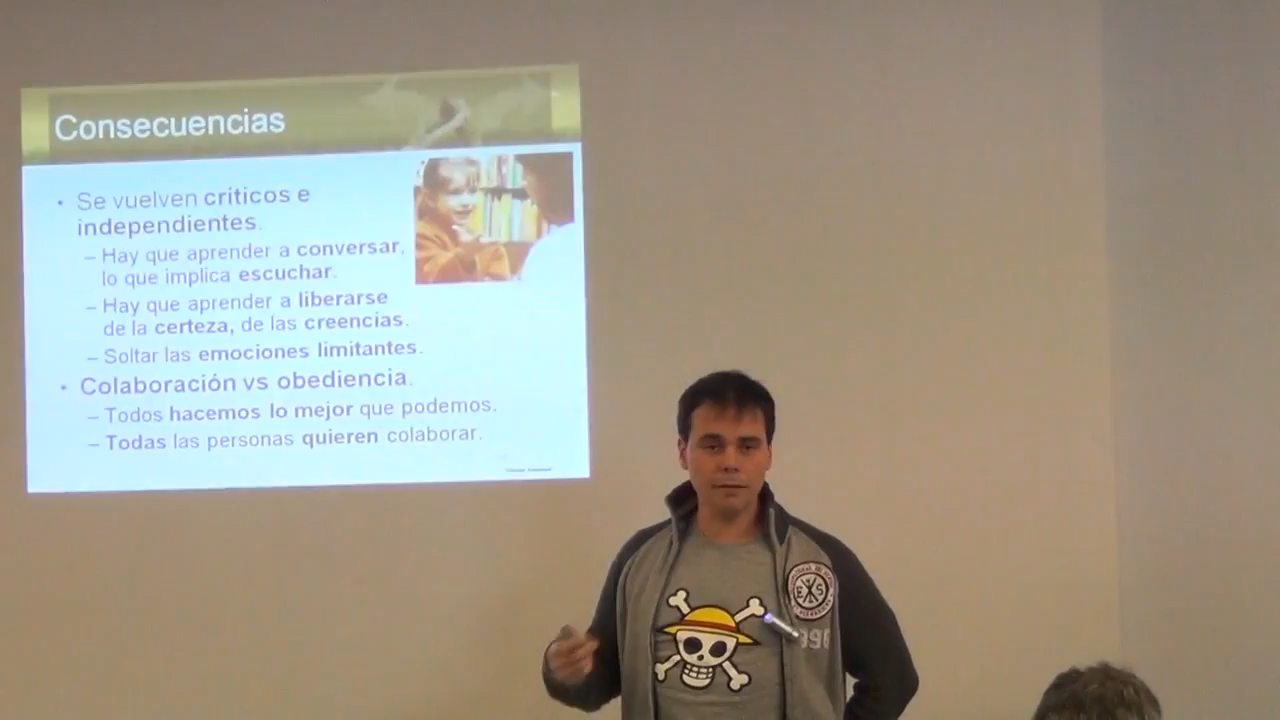 Consecuencias
• Se vuelven criticos e
independientes.
– Hay que aprender a conversar,
lo que implica escuchar.
– Hay que aprender a liberarse
de la certeza, de las creencias.
– Soltar las emociones limitantes.
• Colaboración vs obediencia.
– Todos hacemos lo mejor que podemos.
– Todas las personas quieren colaborar.